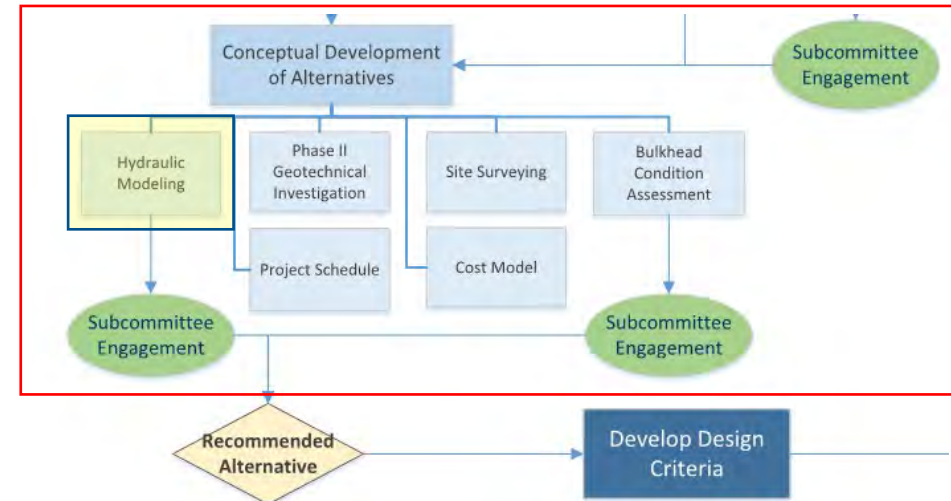 Conceptual Development
of Alternatives
Subcommittee
Engagement
Hydraulic
Modeling
Phase II
Geotechnical
Investigation
Site Surveying
Bulkhead
Condition
Assessment
Project Schedule
Cost Model
Subcommittee
Engagement
Subcommittee
Engagement
Recommended
Alternative
Develop Design
Criteria